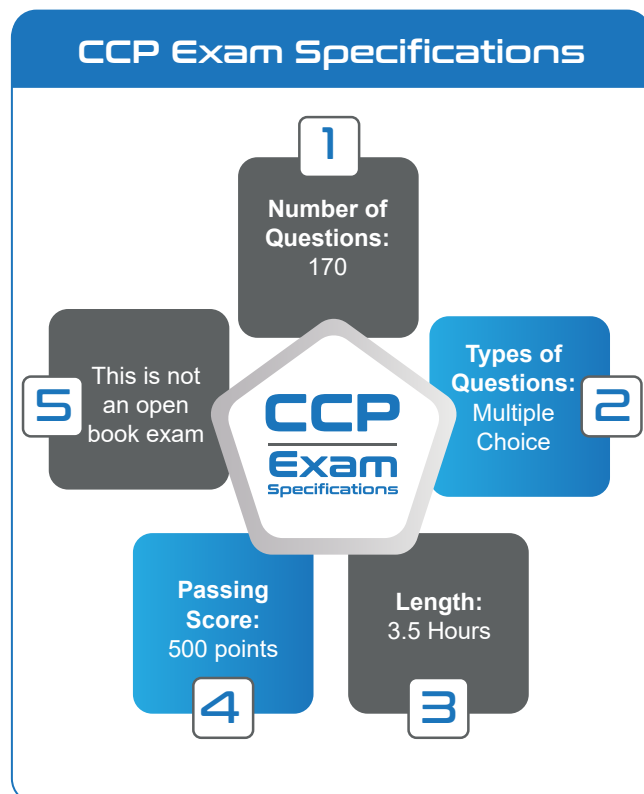 CCP Exam Specifications
1
Number of
Questions:
170
Types of
Questions:
Multiple
Choice
2
Length:
3.5 Hours
3
Passing
Score:
500 points
4
This is not
an open
book exam
5
CCP
Exam
Specifications